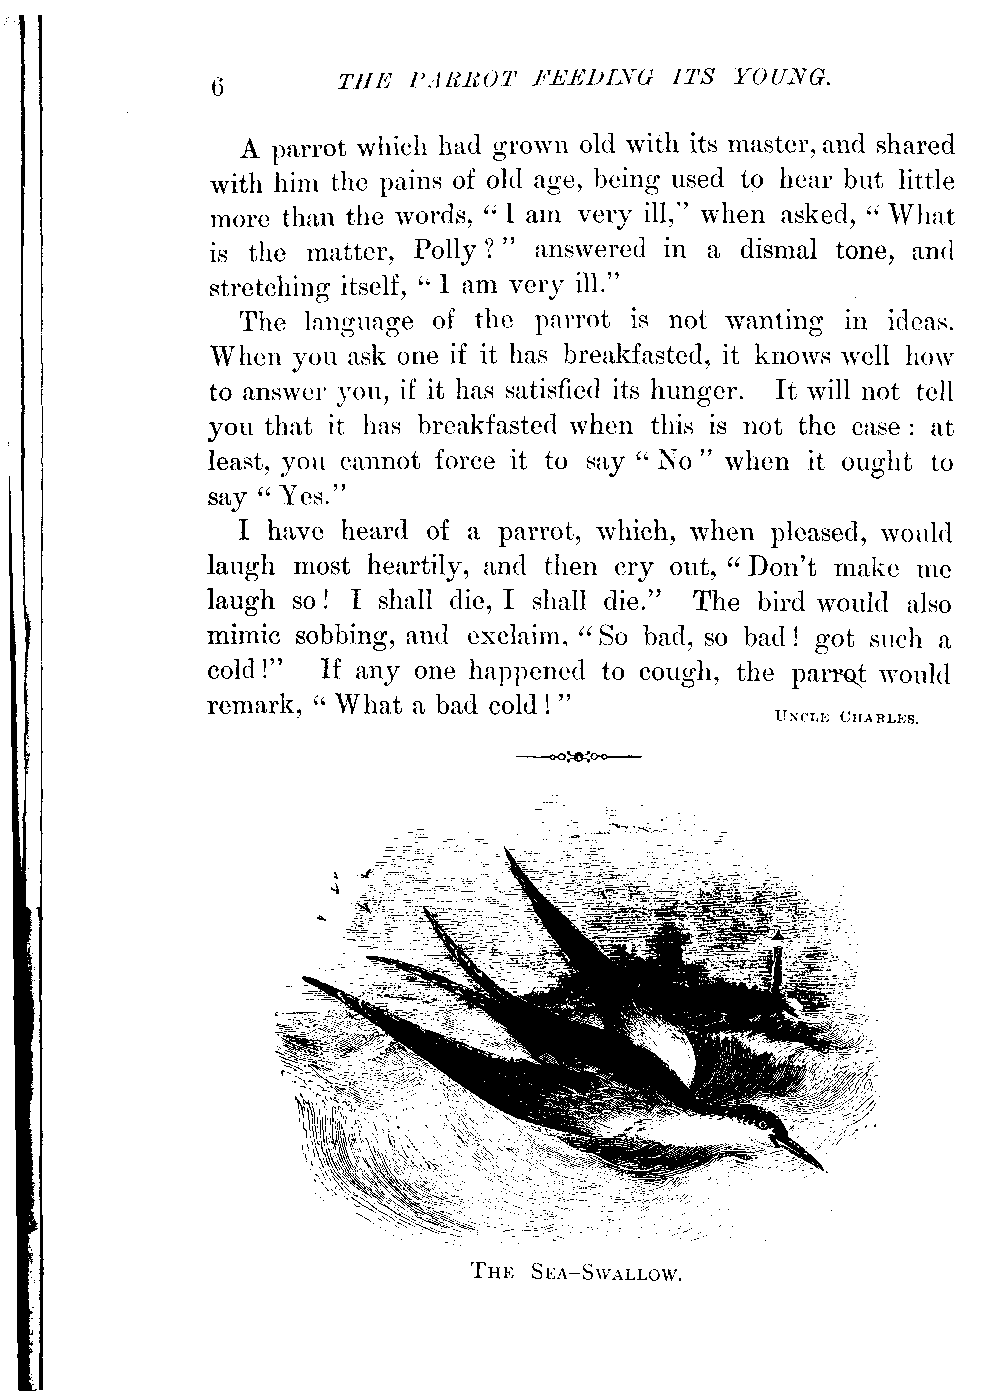 6 THE PARROT FEEDING ITS YOUNG.
A parrot which had grown old with its master, and shared
with him the pains of old age, being used to hear but little
more than the words, “I am very ill,” when asked, “What
is the matter, Polly?” answered in a dismal tone, and
stretching itself, “I am very ill.”
The language of the parrot is not wanting in ideas.
When you ask one if it has breakfasted, it knows well how
to answer you, if it has satisfied its hunger. It will not tell
you that it has breakfasted when this is not the case: at
least, you cannot force it to say “No” when it ought to
say “Yes.”
I have heard of a parrot, which, when pleased, would
laugh most heartily, and then cry out, “Don't make me
laugh so! I shall die, I shall die.” The bird would also
mimic sobbing, and exclaim, “So bad, so bad! got such a
cold!” If any one happened to cough, the parrot would
remark, “What a bad cold!”
UNCLE CHARLES.
THE SEA-SWALLOW.